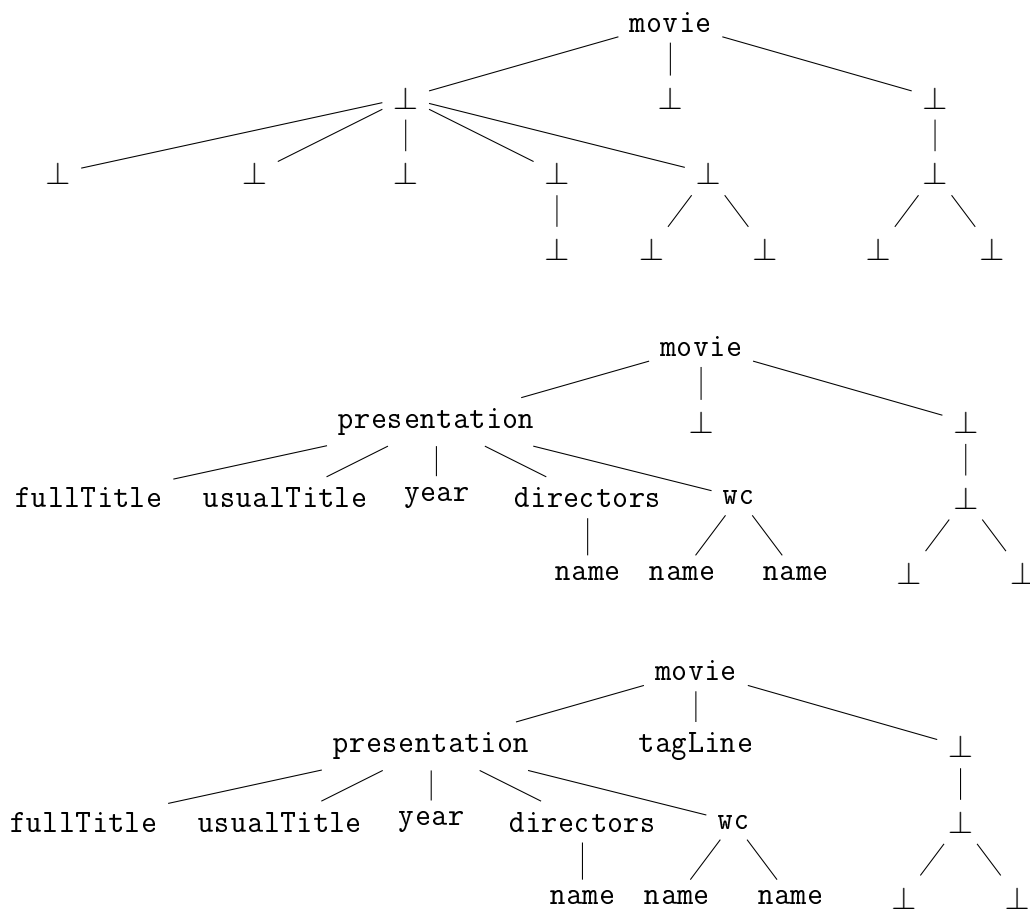 movie
⊥ ⊥ ⊥
⊥ ⊥ ⊥ ⊥ ⊥ ⊥
⊥ ⊥ ⊥ ⊥ ⊥
movie
presentation ⊥ ⊥
fullTitle usualTitle year directors wc ⊥
name name name ⊥ ⊥
movie
presentation tagLine ⊥
fullTitle usualTitle year directors wc ⊥
name name name ⊥ ⊥